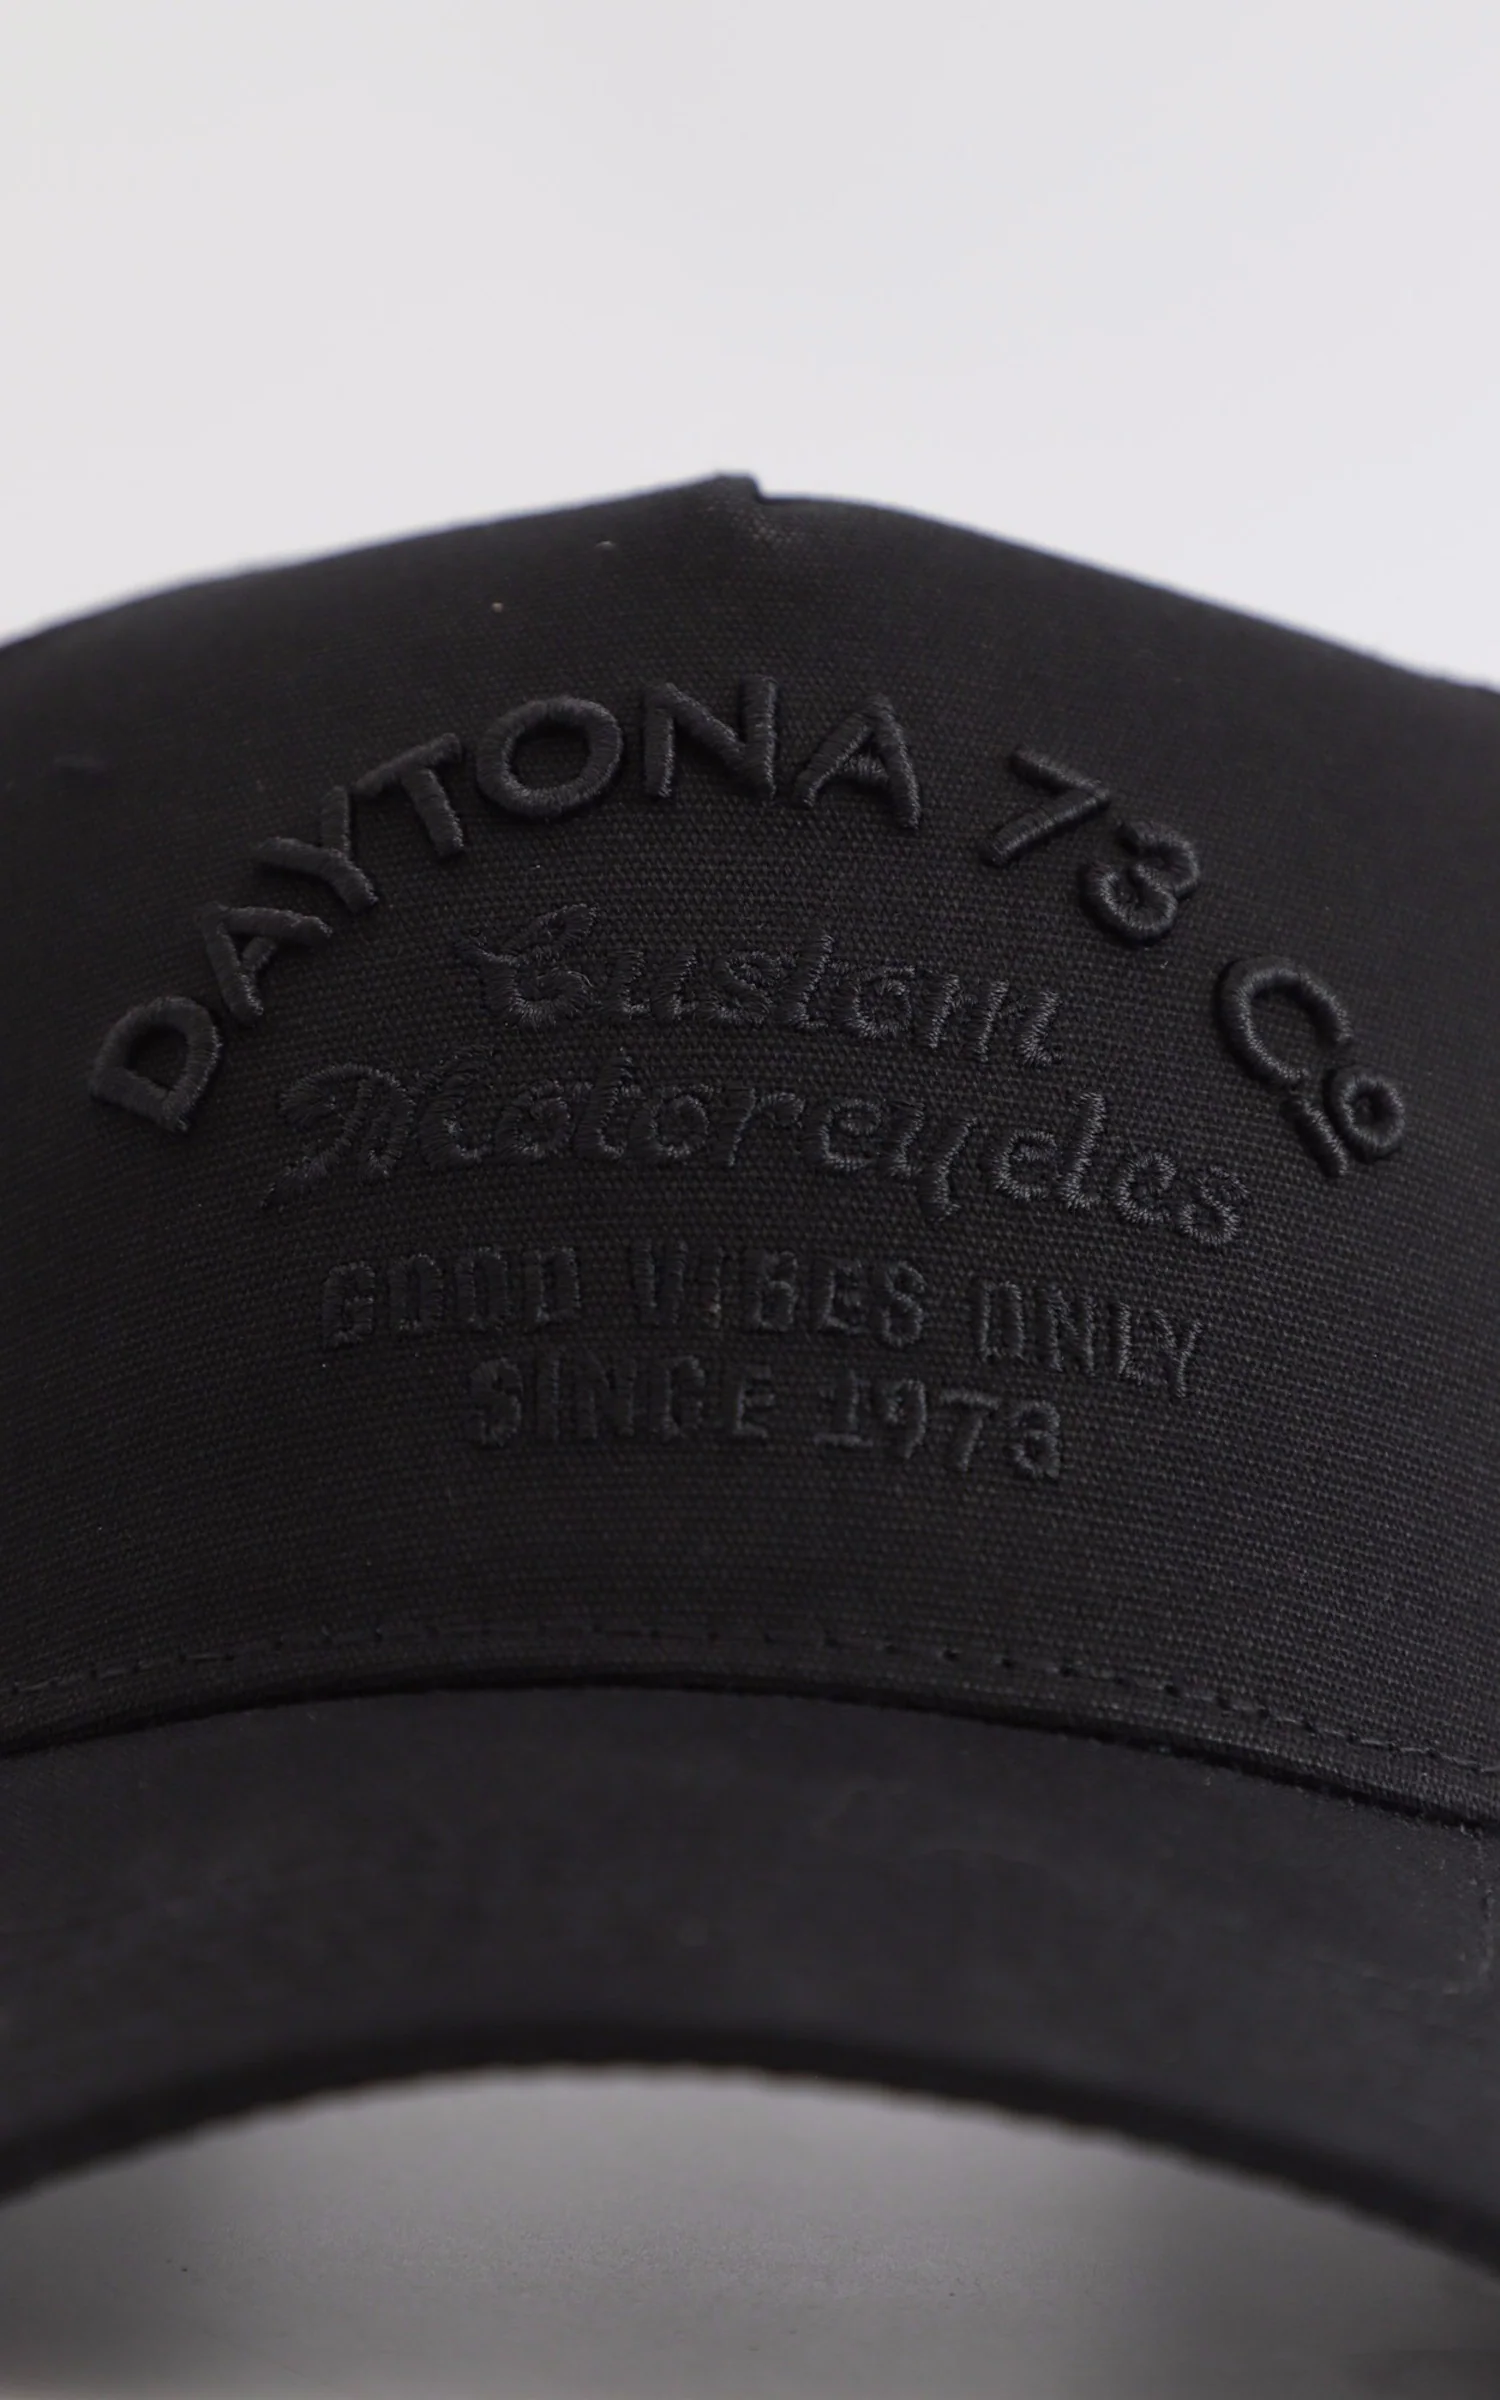 DAYTONA 73 Co
Custom
Motorcycles
GOOD VIBES ONLY
SINCE 1973